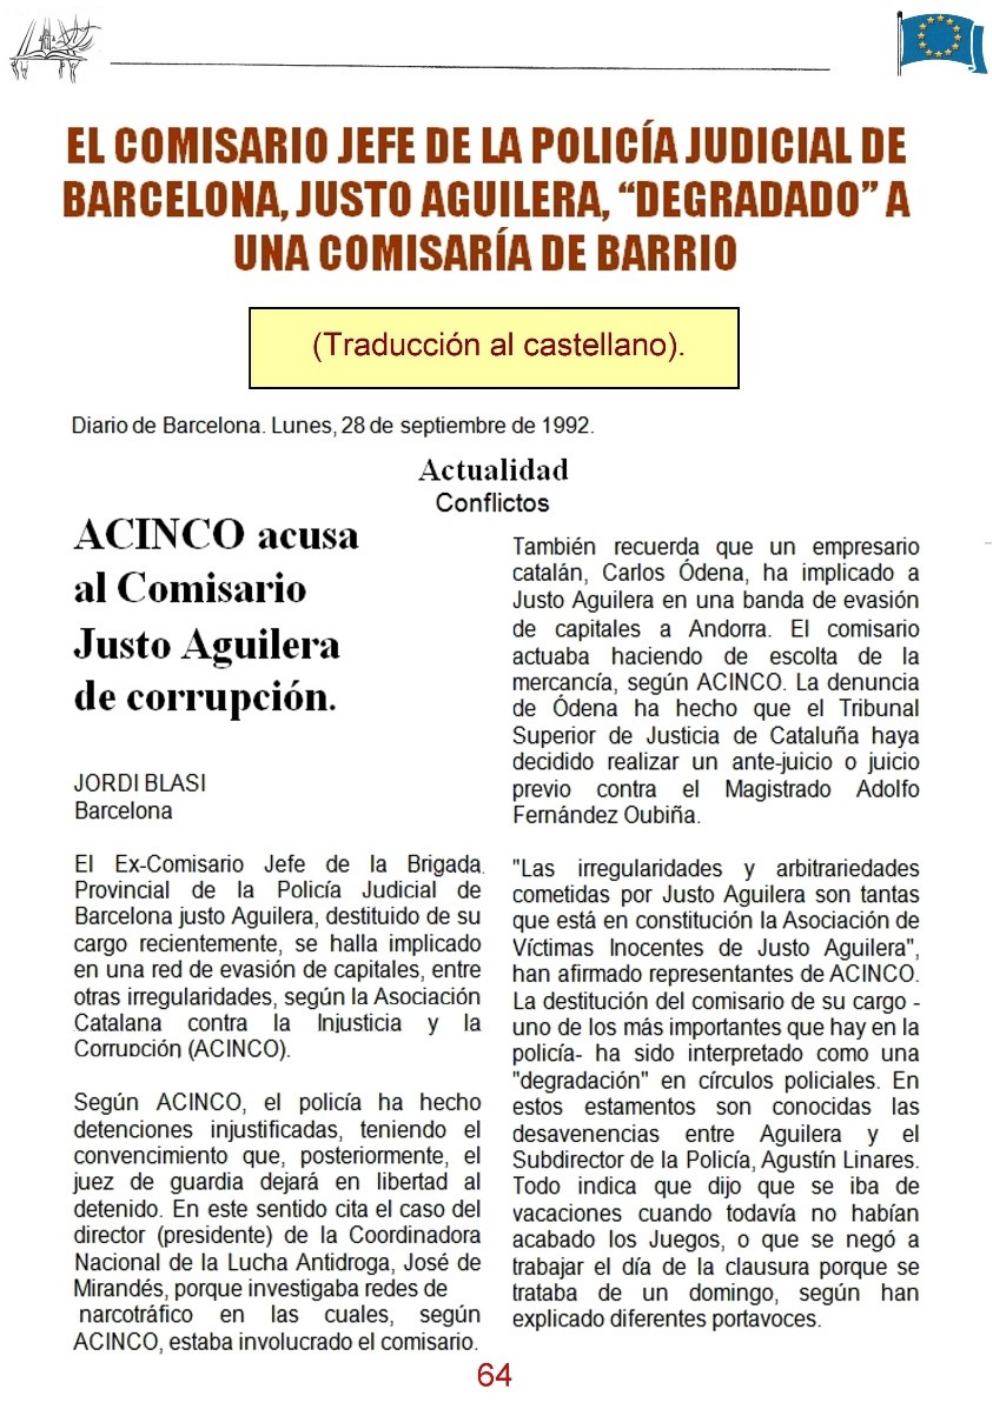 EL COMISARIO JEFE DE LA POLICÍA JUDICIAL DE
BARCELONA, JUSTO AGUILERA, “DEGRADADO” A
UNA COMISARÍA DE BARRIO
(Traducción al castellano).
Diario de Barcelona. Lunes, 28 de septiembre de 1992.
Actualidad
Conflictos
ACINCO acusa
al Comisario
Justo Aguilera
de corrupción.
JORDI BLASI
Barcelona
El Ex-Comisario Jefe de la Brigada
Provincial de la Policía Judicial de
Barcelona justo Aguilera, destituido de su
cargo recientemente, se halla implicado
en una red de evasión de capitales, entre
otras irregularidades, según la Asociación
Catalana contra la Injusticia y la
Corrupción (ACINCO).
Según ACINCO, el policía ha hecho
detenciones injustificadas, teniendo el
convencimiento que, posteriormente, el
juez de guardia dejará en libertad al
detenido. En este sentido cita el caso del
director (presidente) de la Coordinadora
Nacional de la Lucha Antidroga, José de
Mirandés, porque investigaba redes de
narcotráfico en las cuales, según
ACINCO, estaba involucrado el comisario.
También recuerda que un empresario
catalán, Carlos Ódena, ha implicado a
Justo Aguilera en una banda de evasión
de capitales a Andorra. El comisario
actuaba haciendo de escolta de la
mercancía, según ACINCO. La denuncia
de Ódena ha hecho que el Tribunal
Superior de Justicia de Cataluña haya
decidido realizar un ante-juicio o juicio
previo contra el Magistrado Adolfo
Fernández Oubiña.
"Las irregularidades y arbitrariedades
cometidas por Justo Aguilera son tantas
que está en constitución la Asociación de
Víctimas Inocentes de Justo Aguilera",
han afirmado representantes de ACINCO.
La destitución del comisario de su cargo -
uno de los más importantes que hay en la
policía- ha sido interpretado como una
"degradación" en círculos policiales. En
estos estamentos son conocidas las
desavenencias entre Aguilera y el
Subdirector de la Policía, Agustín Linares.
Todo indica que dijo que se iba de
vacaciones cuando todavía no habían
acabado los Juegos, o que se negó a
trabajar el día de la clausura porque se
trataba de un domingo, según han
explicado diferentes portavoces.
64